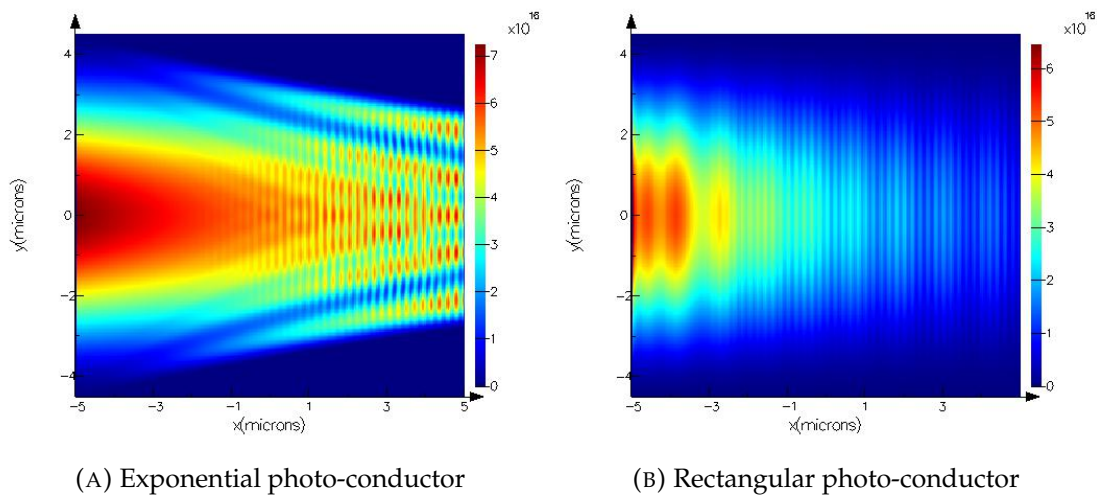 x10^16
4
2
0
-2
-4
y(microns)
-5 -3 -1 1 3 5
x(microns)
7
6
5
4
3
2
1
0
x10^16
4
2
0
-2
-4
y(microns)
-5 -3 -1 1 3
x(microns)
6
5
4
3
2
1
0
(A) Exponential photo-conductor
(B) Rectangular photo-conductor